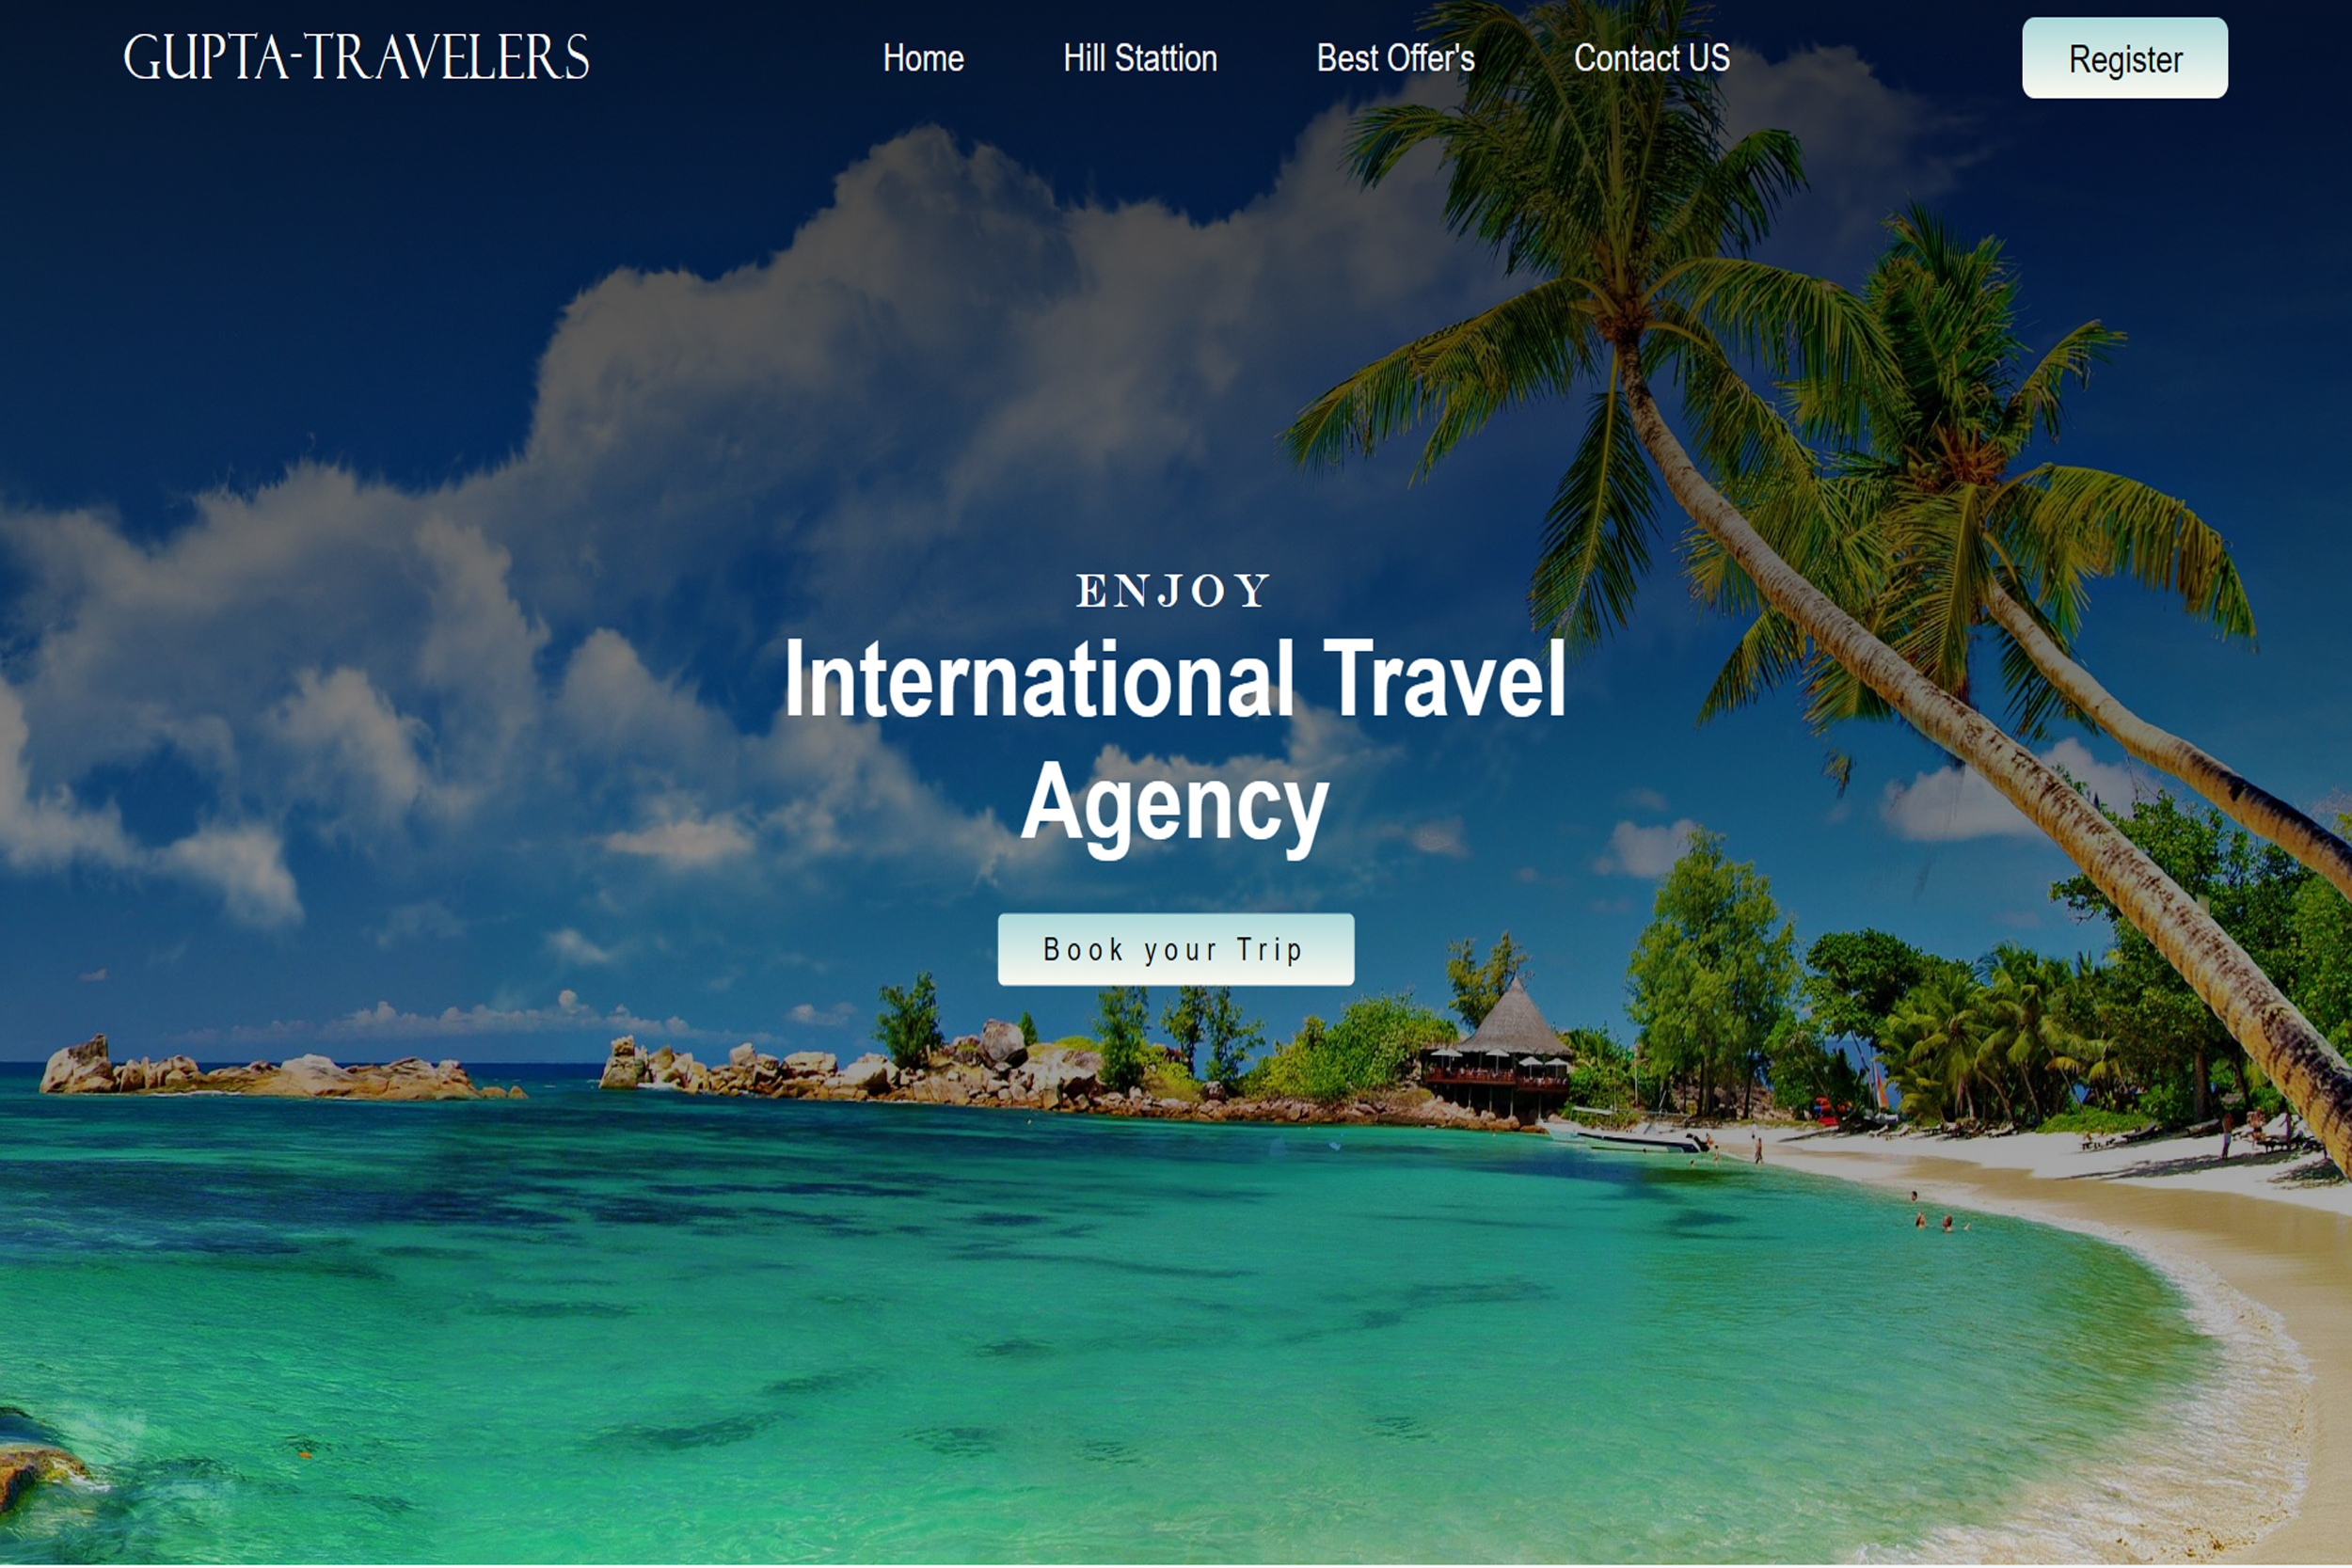 GUPTA-TRAVELERS
Home
Hill Stattion
Best Offer's
Contact US
Register
ENJOY
International Travel
Agency
Book your Trip